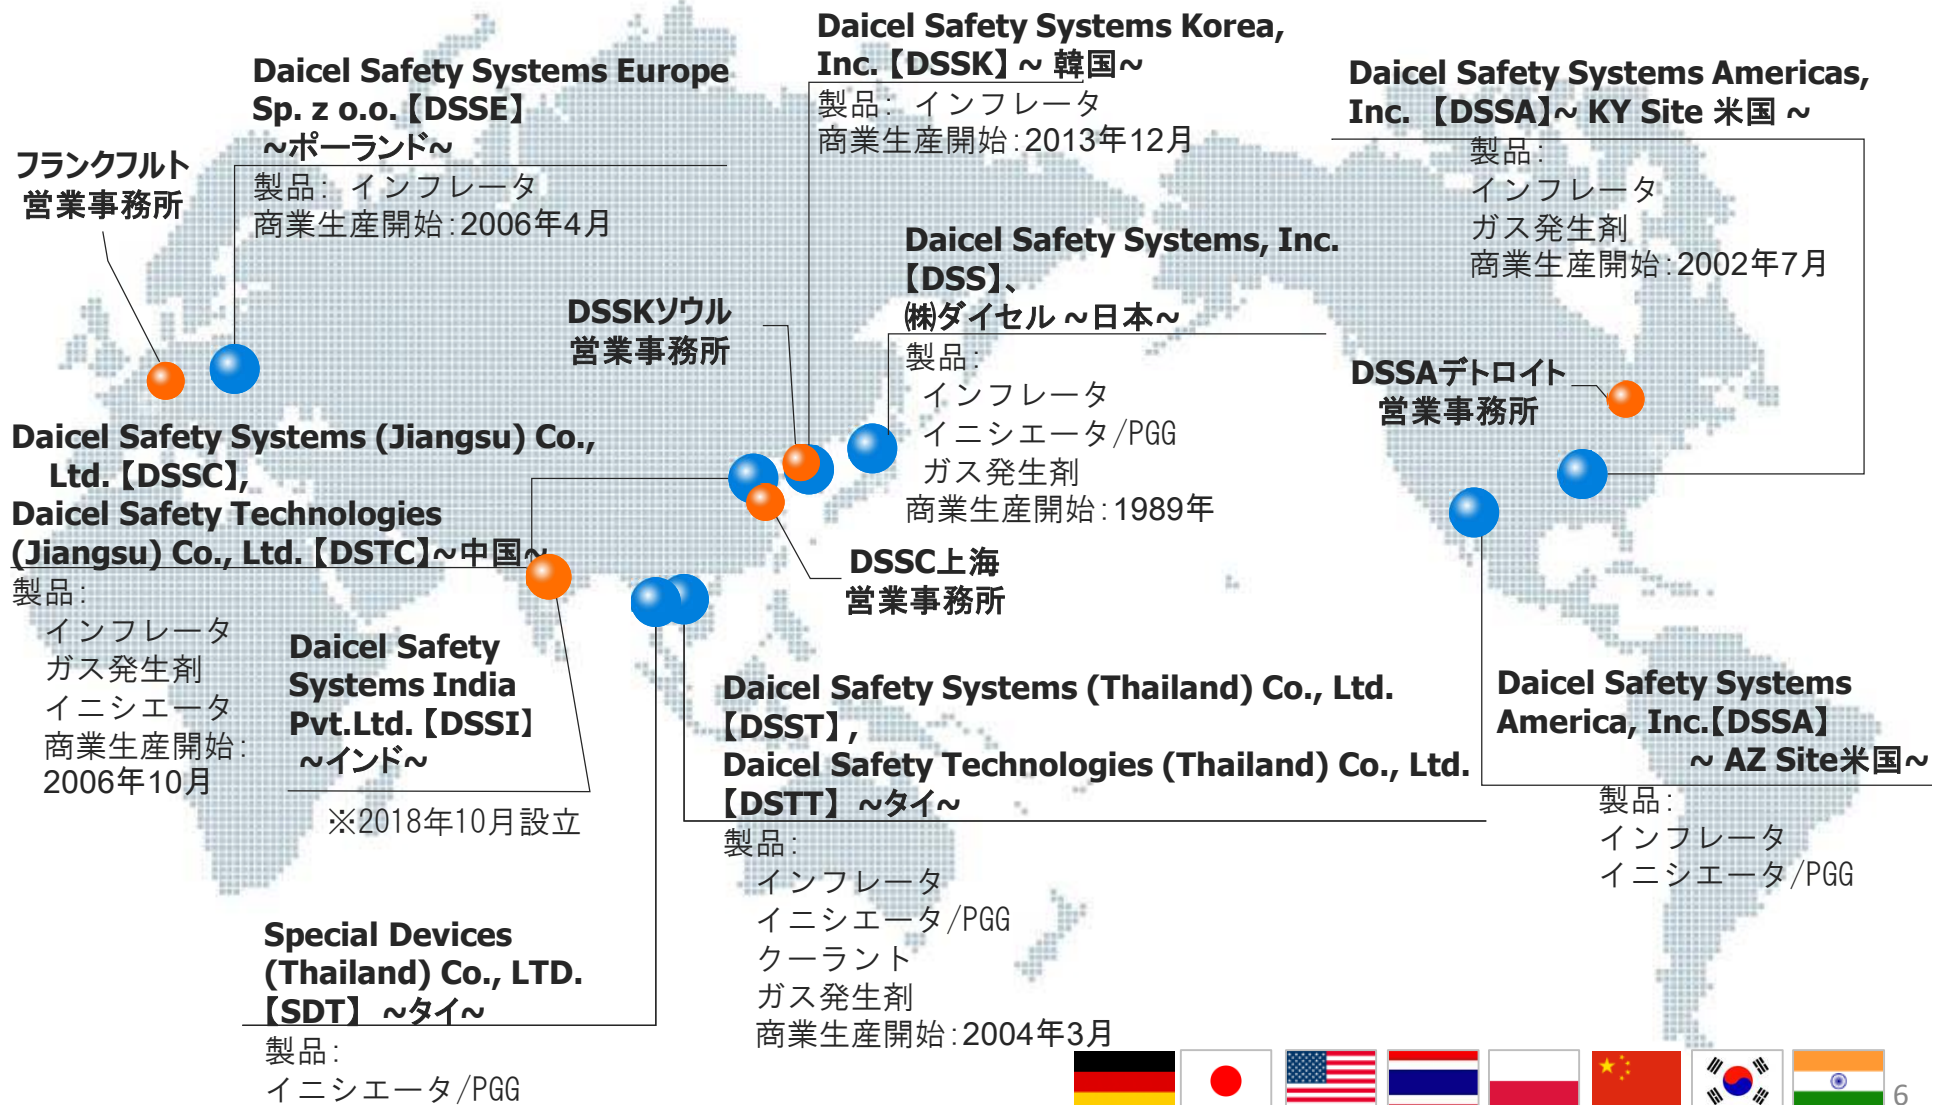 Daicel Safety Systems Europe
Sp. z o.o.【DSSE】
~ポーランド~
製品: インフレータ
商業生産開始:2006年4月
フランクフルト
営業事務所
Daicel Safety Systems Korea,
Inc.【DSSK】~ 韓国~
製品: インフレータ
商業生産開始:2013年12月
Daicel Safety Systems Americas,
Inc. 【DSSA】~ KY Site 米国 ~
製品:
インフレータ
ガス発生剤
商業生産開始:2002年7月
Daicel Safety Systems, Inc.
【DSS】、
㈱ダイセル ~日本~
製品:
インフレータ
イニシエータ/PGG
ガス発生剤
商業生産開始:1989年
DSSKソウル
営業事務所
DSSAデトロイト
営業事務所
Daicel Safety Systems (Jiangsu) Co.,
Ltd.【DSSC】,
Daicel Safety Technologies
(Jiangsu) Co., Ltd.【DSTC】~中国~
製品:
インフレータ
ガス発生剤
イニシエータ
商業生産開始:
2006年10月
DSSC上海
営業事務所
Daicel Safety
Systems India
Pvt.Ltd.【DSSI】
~インド~
※2018年10月設立
Daicel Safety Systems (Thailand) Co., Ltd.
【DSST】,
Daicel Safety Technologies (Thailand) Co., Ltd.
【DSTT】 ~タイ~
製品:
インフレータ
イニシエータ/PGG
クーラント
ガス発生剤
商業生産開始:2004年3月
Daicel Safety Systems
America, Inc.【DSSA】
~ AZ Site米国~
製品:
インフレータ
イニシエータ/PGG
Special Devices
(Thailand) Co., LTD.
【SDT】 ~タイ~
製品:
イニシエータ/PGG
6